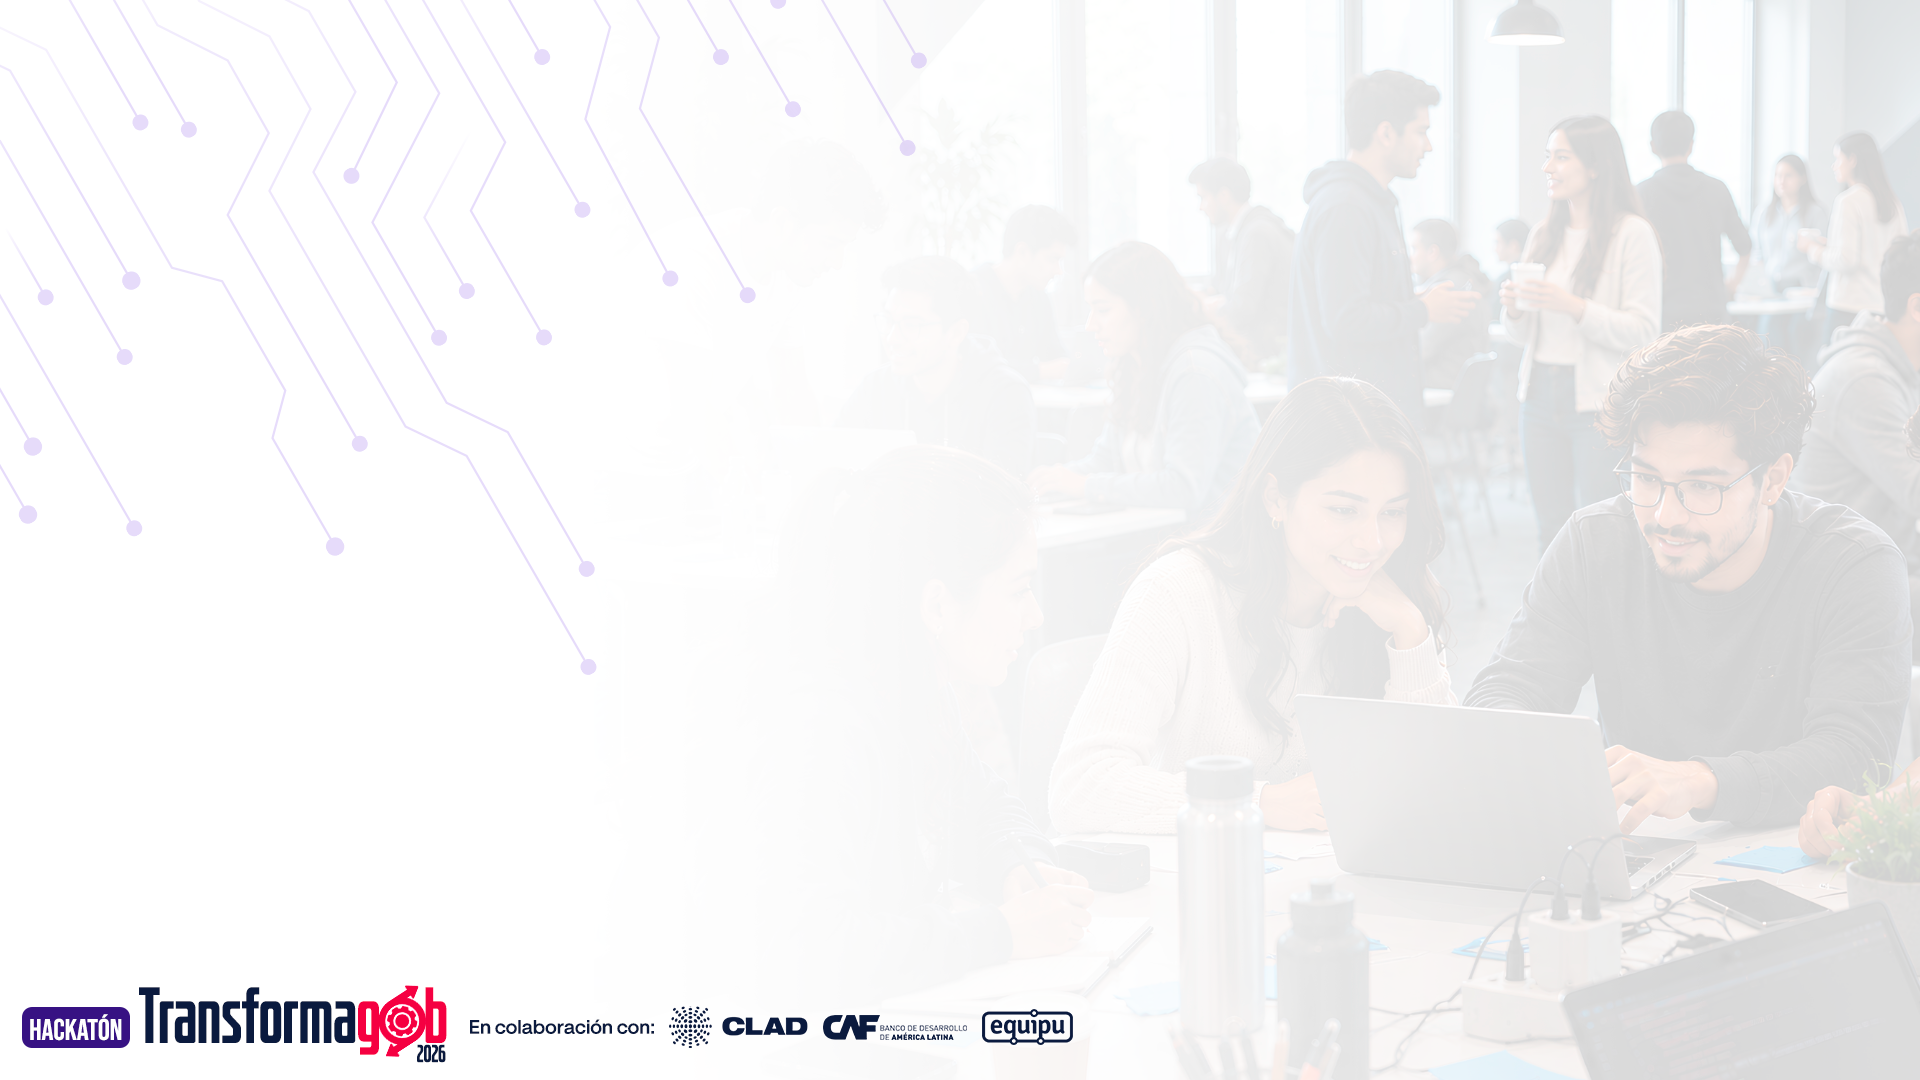 HACKATÓN
Transformagob
2026
En colaboración con:
CLAD
CAF
BANCO DE DESARROLLO
DE AMÉRICA LATINA
equipu